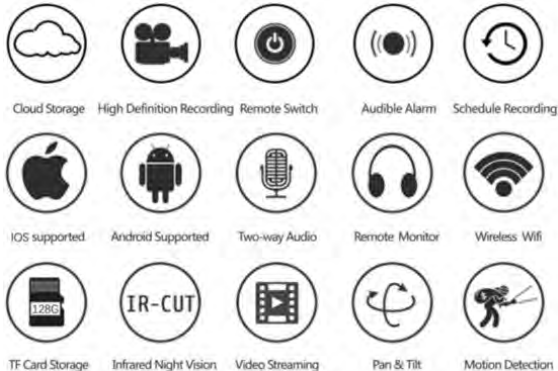 Cloud Storage
High Definition Recording
Remote Switch
Audible Alarm
Schedule Recording
IOS supported
Android Supported
Two-way Audio
Remote Monitor
Wireless Wifi
128G
IR-CUT
TF Card Storage
Infrared Night Vision
Video Streaming
Pan & Tilt
Motion Detection